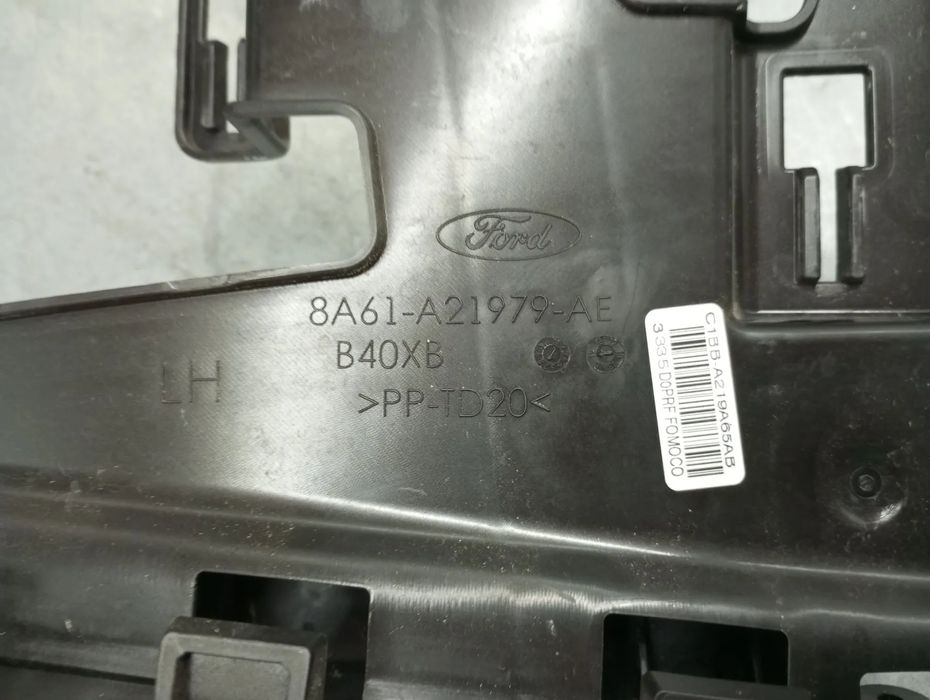 Ford
8A61-A21979-AE
B40XB
LH
>PP-TD20<
C1BB-A219A65AB
3335D0PRF FOMOCO